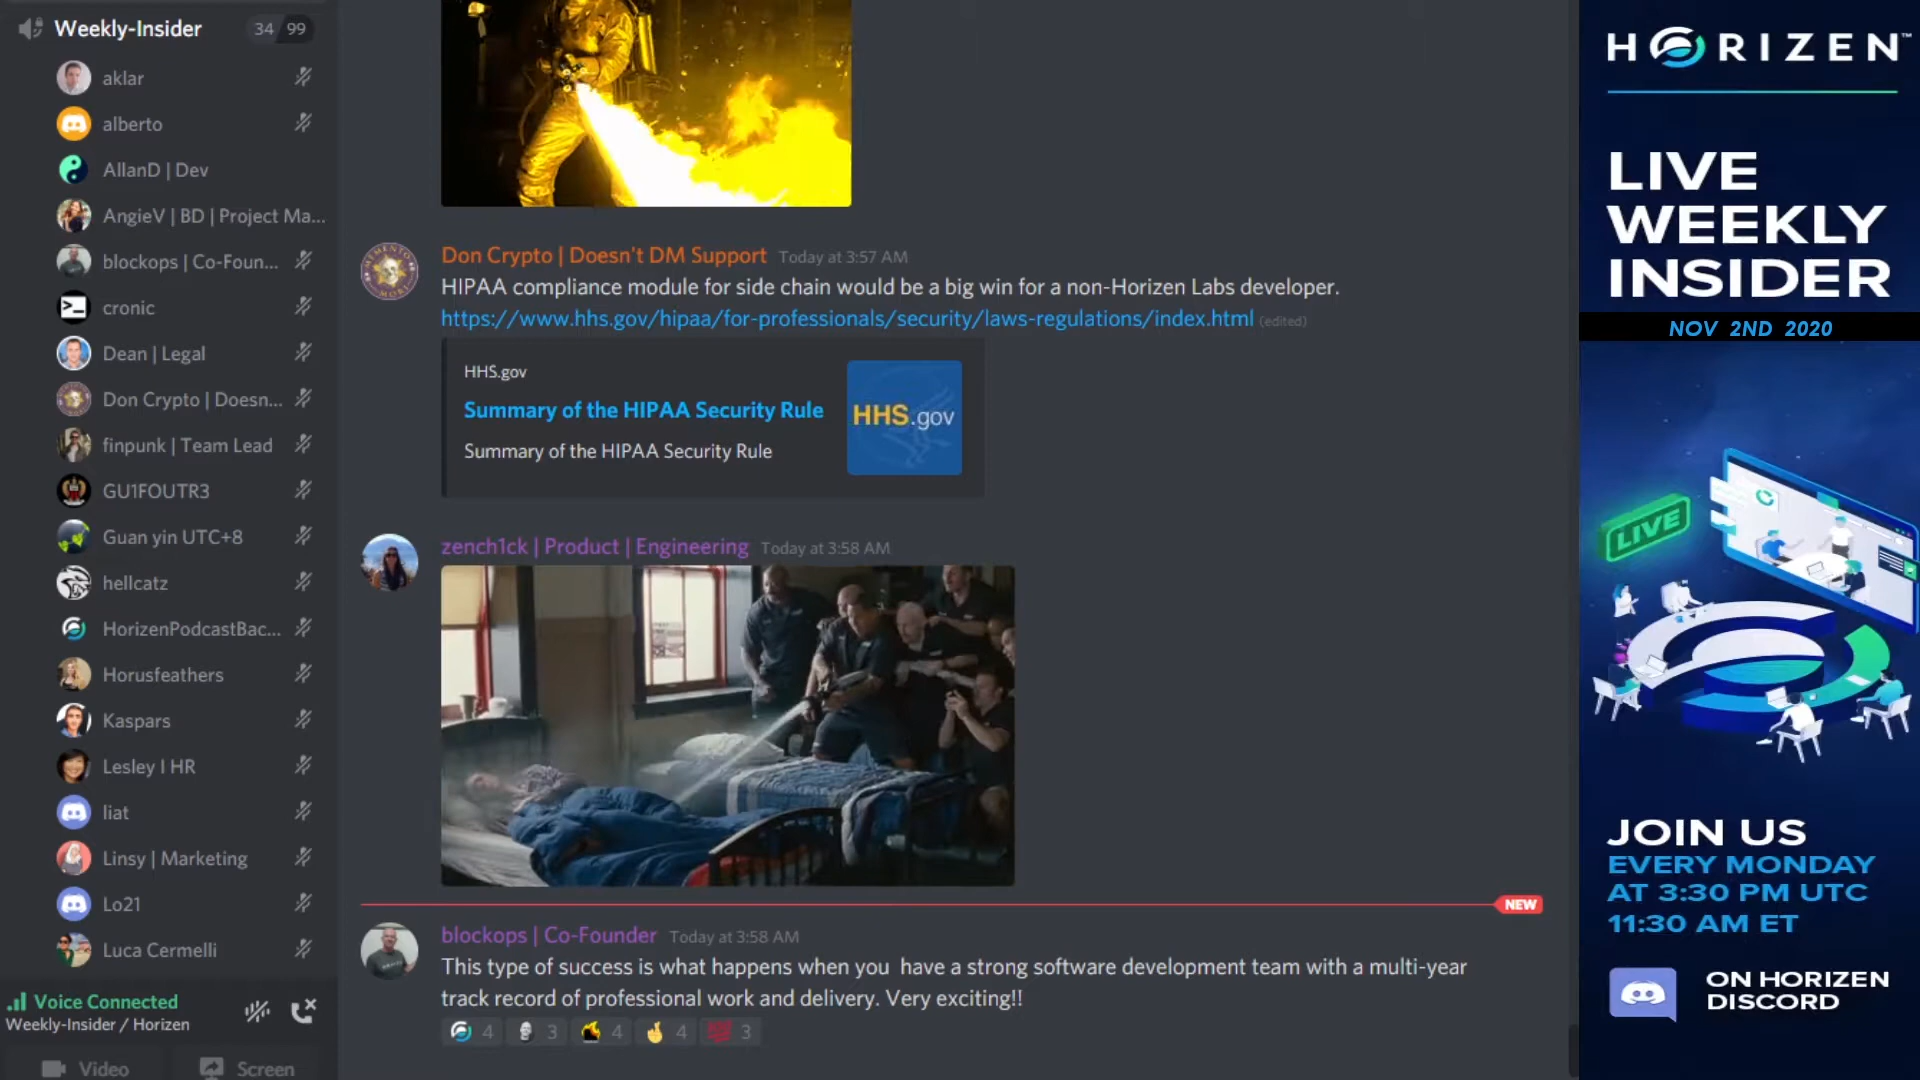 Weekly-Insider 34 99
aklar
alberto
AllanD | Dev
AngieV | BD | Project Ma...
blockops | Co-Foun...
cronic
Dean | Legal
Don Crypto | Doesn...
finpunk | Team Lead
GU1FOUTR3
Guan yin UTC+8
hellcatz
HorizenPodcastBac...
Horusfeathers
Kaspars
Lesley I HR
liat
Linsy | Marketing
Lo21
Luca Cermelli
Voice Connected
Weekly-Insider / Horizen
Video Screen
MEMENTO MORI
Don Crypto | Doesn't DM Support Today at 3:57 AM
HIPAA compliance module for side chain would be a big win for a non-Horizen Labs developer.
https://www.hhs.gov/hipaa/for-professionals/security/laws-regulations/index.html (edited)
HHS.gov
Summary of the HIPAA Security Rule
Summary of the HIPAA Security Rule
HHS.gov
zench1ck | Product | Engineering Today at 3:58 AM
NEW
blockops | Co-Founder Today at 3:58 AM
This type of success is what happens when you have a strong software development team with a multi-year
track record of professional work and delivery. Very exciting!!
4 3 4 4 3
HORIZEN™
LIVE
WEEKLY
INSIDER
NOV 2ND 2020
LIVE
JOIN US
EVERY MONDAY
AT 3:30 PM UTC
11:30 AM ET
ON HORIZEN
DISCORD